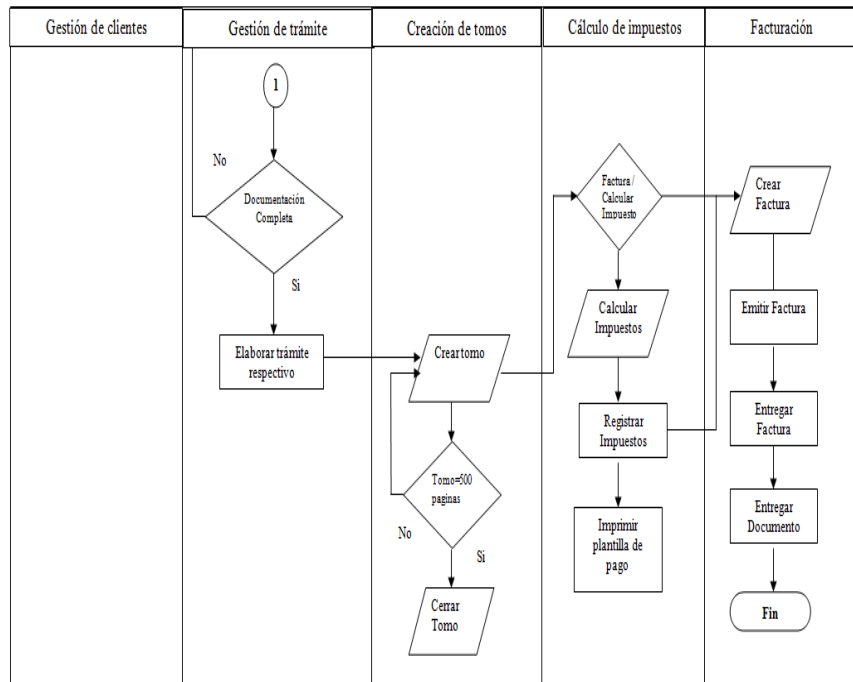 Gestión de clientes
Gestión de trámite
Creación de tomos
Cálculo de impuestos
Facturación
1
No
Documentación
Completa
Si
Elaborar trámite
respectivo
Crear tomo
Tomo=500
paginas
No
Si
Cerrar
Tomo
Factura /
Calcular
Impuesto
Calcular
Impuestos
Registrar
Impuestos
Imprimir
plantilla de
pago
Crear
Factura
Emitir Factura
Entregar
Factura
Entregar
Documento
Fin